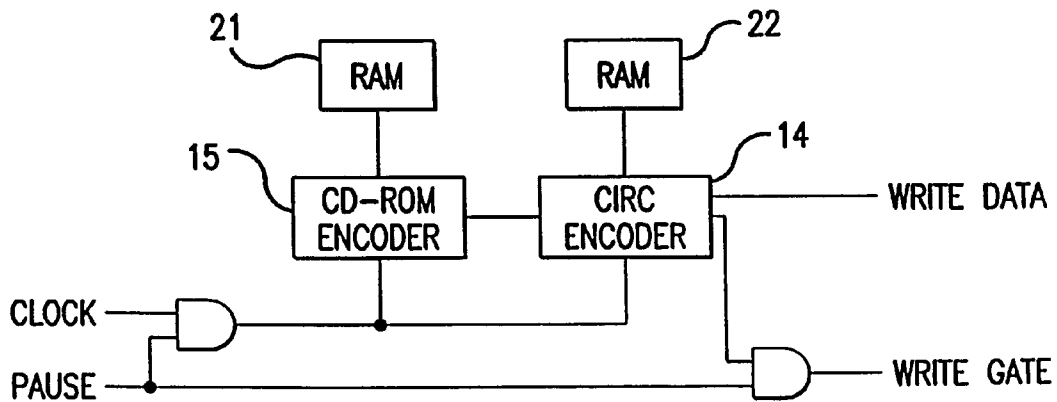 21
22
RAM
RAM
15
14
CD-ROM
ENCODER
CIRC
ENCODER
WRITE DATA
CLOCK
PAUSE
WRITE GATE